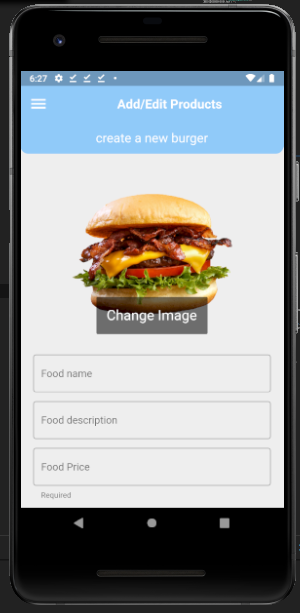 6:27
Add/Edit Products
create a new burger
Change Image
Food name
Food description
Food Price
Required